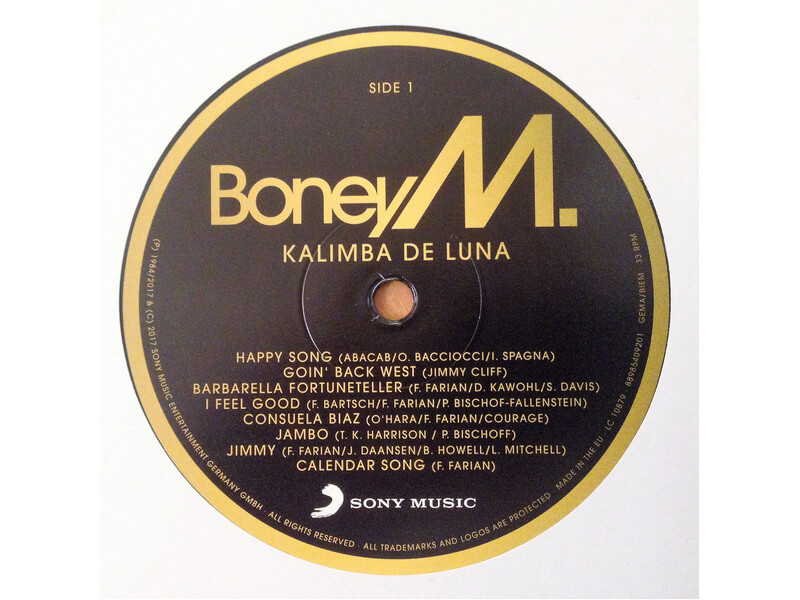 SIDE 1
Boney M.
KALIMBA DE LUNA
HAPPY SONG (ABACAB/O. BACCIOCCI/I. SPAGNA)
GOIN' BACK WEST (JIMMY CLIFF)
BARBARELLA FORTUNETELLER (F. FARIAN/D. KAWOHL/S. DAVIS)
I FEEL GOOD (F. BARTSCH/F. FARIAN/P. BISCHOF-FALLENSTEIN)
CONSUELA BIAZ (O'HARA/F. FARIAN/COURAGE)
JAMBO (T. K. HARRISON / P. BISCHOFF)
JIMMY (F. FARIAN/J. DAANSEN/B. HOWELL/L. MITCHELL)
CALENDAR SONG (F. FARIAN)
SONY MUSIC
(P) 1984/2017 & (C) 2017 SONY MUSIC ENTERTAINMENT GERMANY GMBH · ALL RIGHTS RESERVED · ALL TRADEMARKS AND LOGOS ARE PROTECTED · MADE IN THE EU · LC 10879 · 88985409201 · GEMA/BIEM · 33 RPM